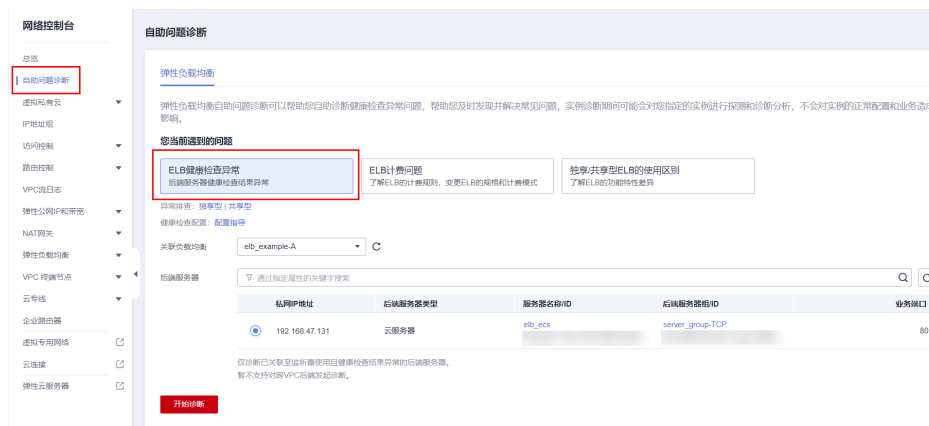 网络控制台
总览
自助问题诊断
虚拟私有云
IP地址组
访问控制
路由控制
VPC流日志
弹性公网IP和带宽
NAT网关
弹性负载均衡
VPC 终端节点
云专线
企业路由器
虚拟专用网络
云连接
弹性云服务器
自助问题诊断
弹性负载均衡
弹性负载均衡自助问题诊断可以帮助您自助诊断健康检查异常问题，帮助您及时发现并解决常见问题，实例诊断期间可能会对您指定的实例进行探测和诊断分析，不会对实例的正常配置和业务造成
影响。
您当前遇到的问题
ELB健康检查异常
后端服务器健康检查结果异常
ELB计费问题
了解ELB的计费规则、变更ELB的规格和计费模式
独享/共享型ELB的使用区别
了解ELB的功能特性差异
异常排查：独享型 | 共享型
健康检查配置：配置指导
关联负载均衡 elb_example-A
后端服务器 通过指定属性的关键字搜索
私网IP地址 后端服务器类型 服务器名称/ID 后端服务器组/ID 业务端口
192.168.47.131 云服务器 elb_ecs server_group-TCP 80
仅诊断已关联至监听器使用且健康检查结果异常的后端服务器。
暂不支持对跨VPC后端发起诊断。
开始诊断